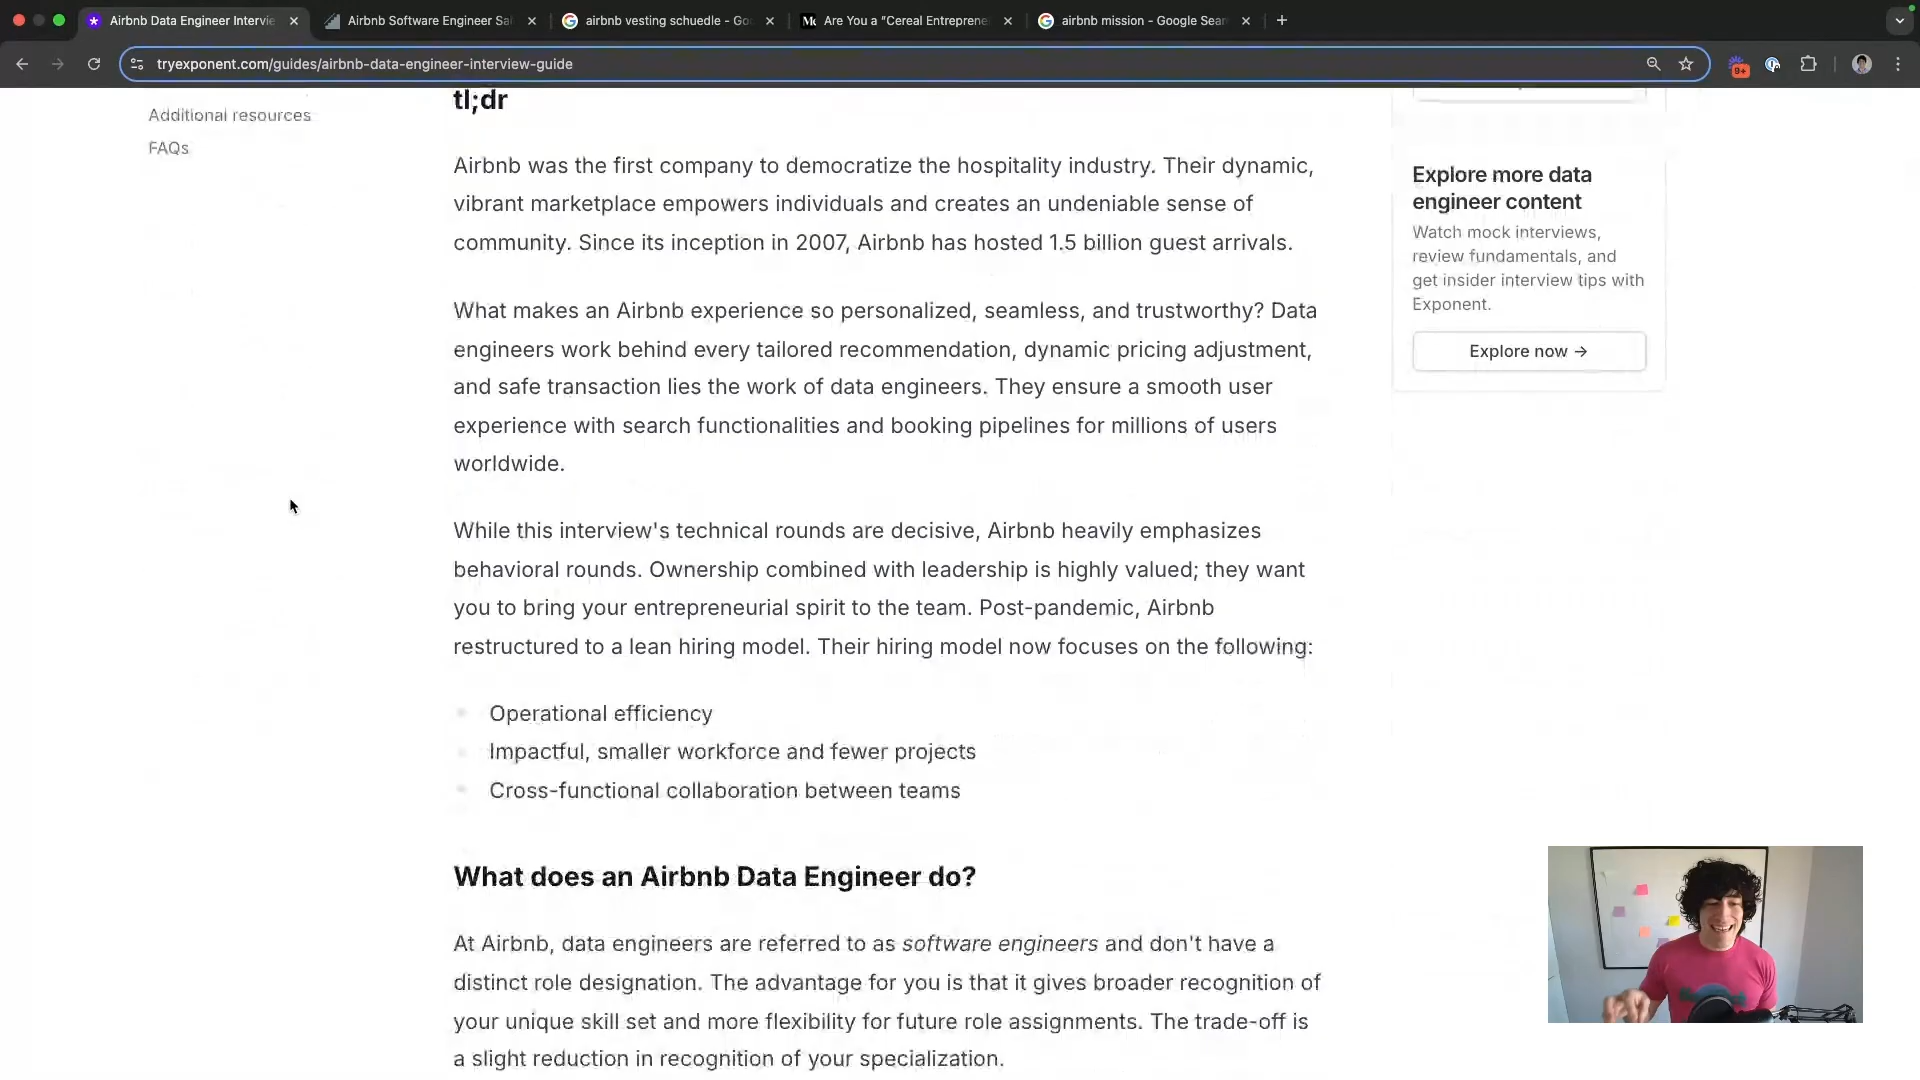 Airbnb Data Engineer Intervie
Airbnb Software Engineer Sal
airbnb vesting schuedle - Goo
Are You a “Cereal Entreprene
airbnb mission - Google Sear
tryexponent.com/guides/airbnb-data-engineer-interview-guide
9+
Additional resources
FAQs
tl;dr
Airbnb was the first company to democratize the hospitality industry. Their dynamic,
vibrant marketplace empowers individuals and creates an undeniable sense of
community. Since its inception in 2007, Airbnb has hosted 1.5 billion guest arrivals.
What makes an Airbnb experience so personalized, seamless, and trustworthy? Data
engineers work behind every tailored recommendation, dynamic pricing adjustment,
and safe transaction lies the work of data engineers. They ensure a smooth user
experience with search functionalities and booking pipelines for millions of users
worldwide.
While this interview's technical rounds are decisive, Airbnb heavily emphasizes
behavioral rounds. Ownership combined with leadership is highly valued; they want
you to bring your entrepreneurial spirit to the team. Post-pandemic, Airbnb
restructured to a lean hiring model. Their hiring model now focuses on the following:
Operational efficiency
Impactful, smaller workforce and fewer projects
Cross-functional collaboration between teams
What does an Airbnb Data Engineer do?
At Airbnb, data engineers are referred to as software engineers and don't have a
distinct role designation. The advantage for you is that it gives broader recognition of
your unique skill set and more flexibility for future role assignments. The trade-off is
a slight reduction in recognition of your specialization.
Explore more data
engineer content
Watch mock interviews,
review fundamentals, and
get insider interview tips with
Exponent.
Explore now →